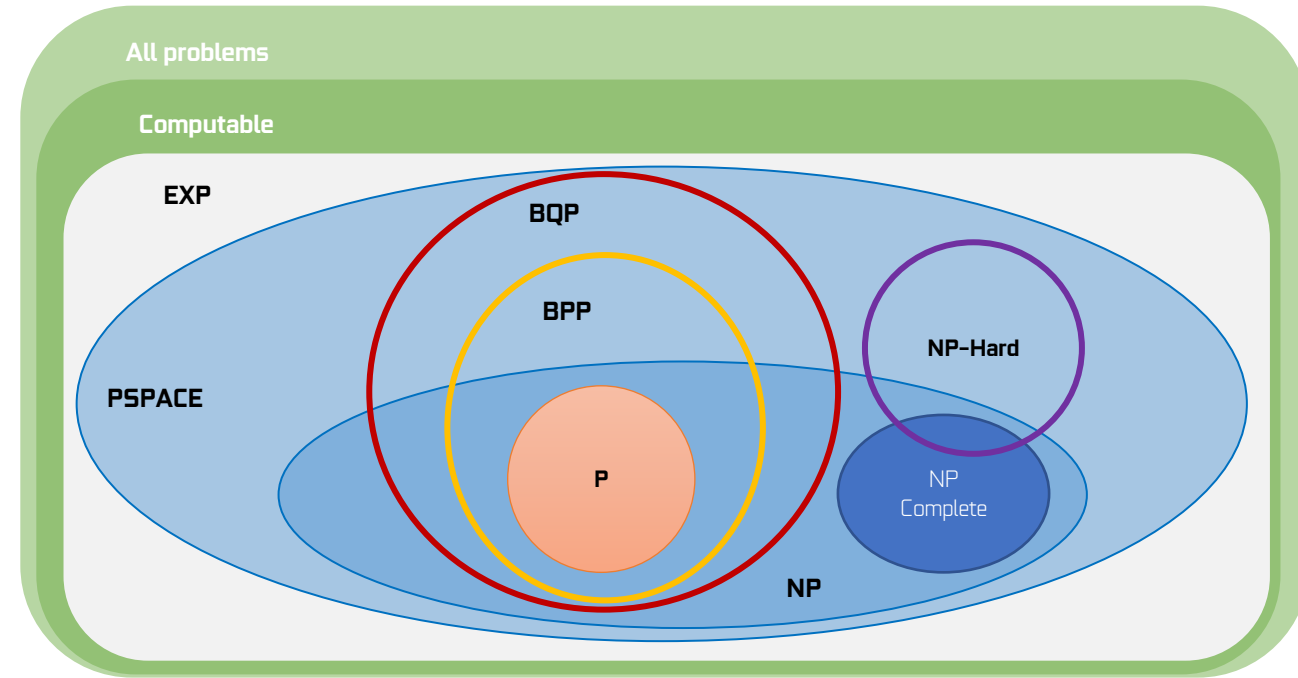 All problems
Computable
EXP
BQP
BPP
NP-Hard
PSPACE
P
NP
Complete
NP